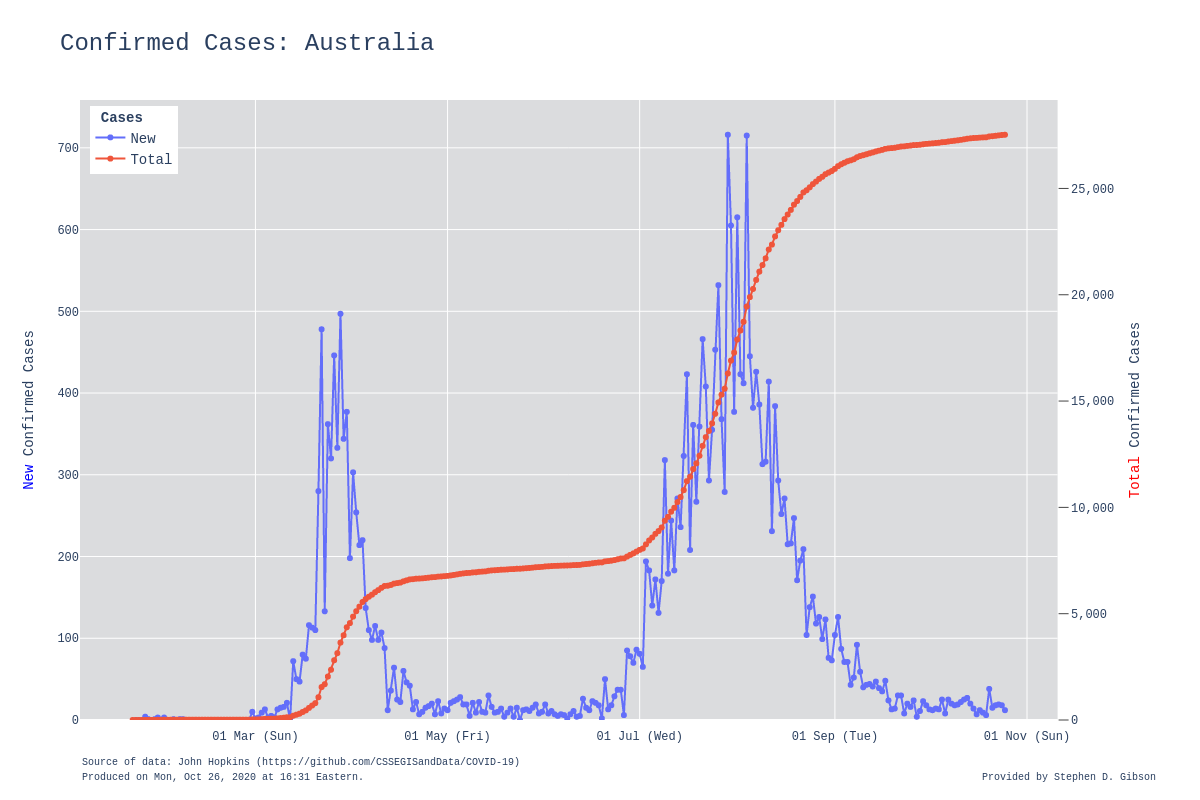 Confirmed Cases: Australia
Cases
New
Total
700
600
500
400
300
200
100
0
25,000
20,000
15,000
10,000
5,000
0
New Confirmed Cases
Total Confirmed Cases
01 Mar (Sun)
01 May (Fri)
01 Jul (Wed)
01 Sep (Tue)
01 Nov (Sun)
Source of data: John Hopkins (https://github.com/CSSEGISandData/COVID-19)
Produced on Mon, Oct 26, 2020 at 16:31 Eastern.
Provided by Stephen D. Gibson